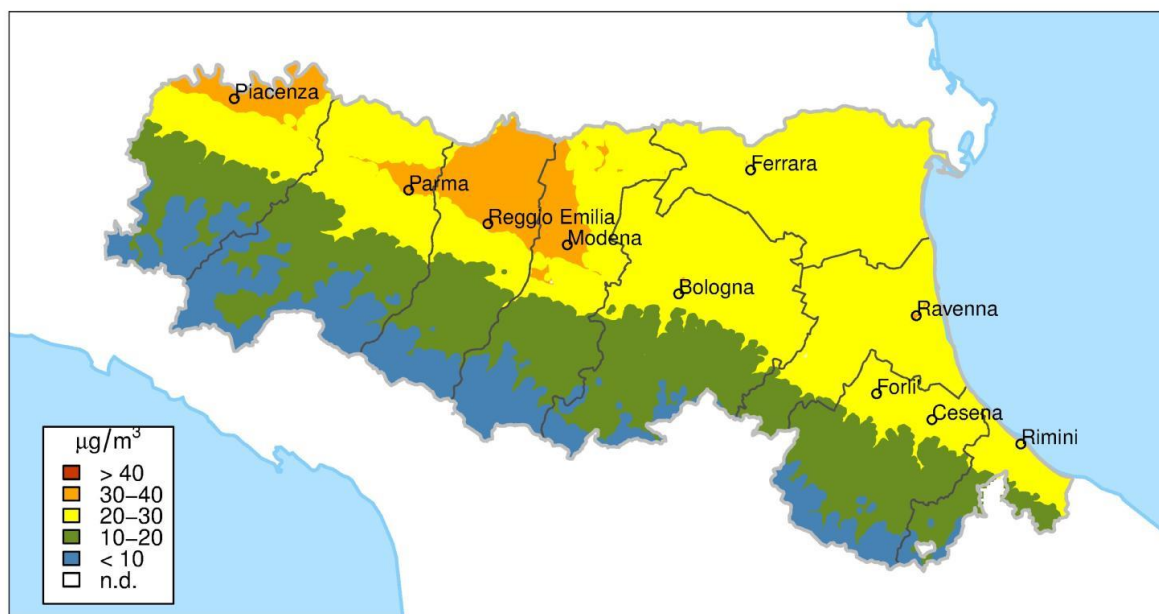 Piacenza
Ferrara
Parma
Reggio Emilia
Modena
Bologna
Ravenna
Forli'
Cesena
Rimini
μg/m³
> 40
30–40
20–30
10–20
< 10
n.d.